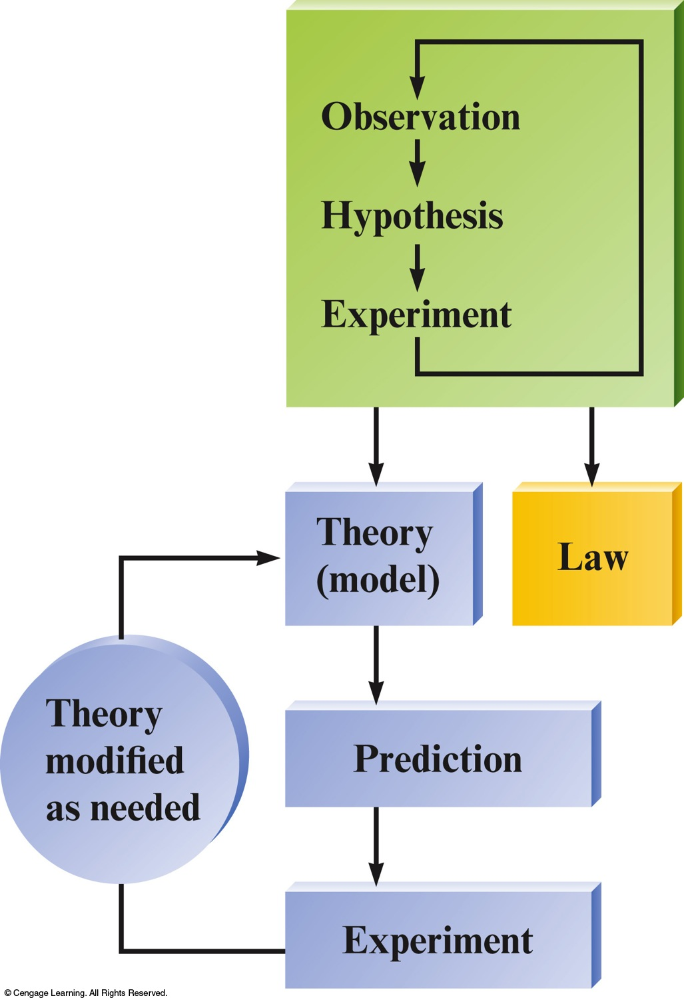 Observation
Hypothesis
Experiment
Theory
(model)
Law
Prediction
Theory
modified
as needed
Experiment
© Cengage Learning. All Rights Reserved.